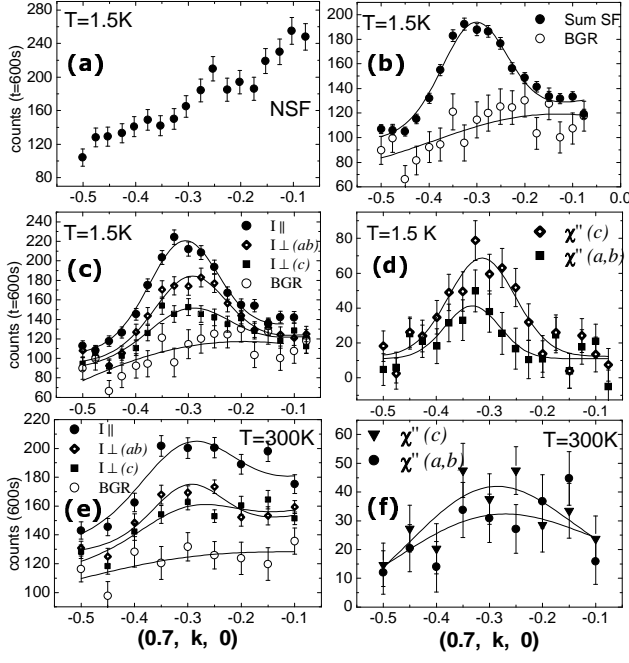 T=1.5K
(a)
NSF
counts (t=600s)
280
240
200
160
120
80
-0.5 -0.4 -0.3 -0.2 -0.1
T=1.5K
Sum SF
BGR
(b)
200
180
160
140
120
100
80
60
-0.5 -0.4 -0.3 -0.2 -0.1 0.0
T=1.5K
I ∥
I⊥(ab)
I⊥(c)
BGR
(c)
counts (t=600s)
240
220
200
180
160
140
120
100
80
60
-0.5 -0.4 -0.3 -0.2 -0.1
T=1.5 K
χ" (c)
χ" (a,b)
(d)
80
60
40
20
0
-0.5 -0.4 -0.3 -0.2 -0.1
I ∥
I⊥(ab)
I⊥(c)
BGR
T=300K
(e)
counts (600s)
220
200
180
160
140
120
100
-0.5 -0.4 -0.3 -0.2 -0.1
(0.7, k, 0)
χ" (c)
χ" (a,b)
T=300K
(f)
60
50
40
30
20
10
0
-0.5 -0.4 -0.3 -0.2 -0.1
(0.7, k, 0)